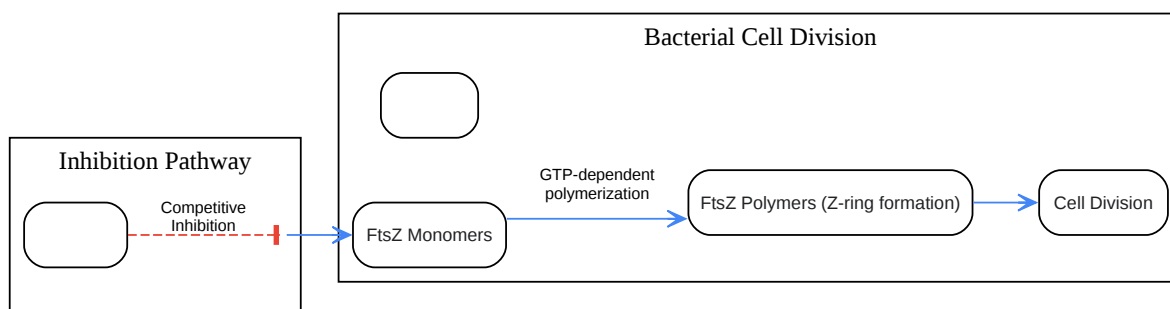 Bacterial Cell Division
Inhibition Pathway
Competitive
Inhibition
FtsZ Monomers
GTP-dependent
polymerization
FtsZ Polymers (Z-ring formation)
Cell Division